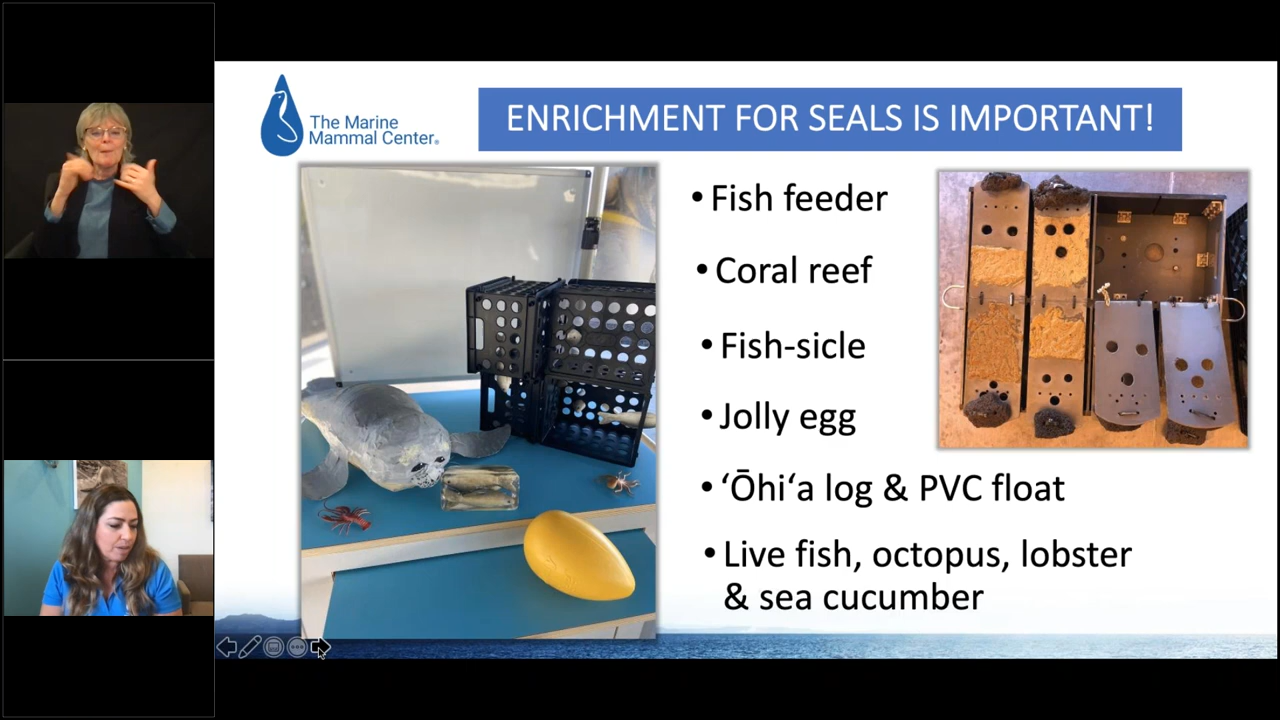 The Marine
Mammal Center®
ENRICHMENT FOR SEALS IS IMPORTANT!
• Fish feeder
• Coral reef
• Fish-sicle
• Jolly egg
• ʻŌhiʻa log & PVC float
• Live fish, octopus, lobster
& sea cucumber